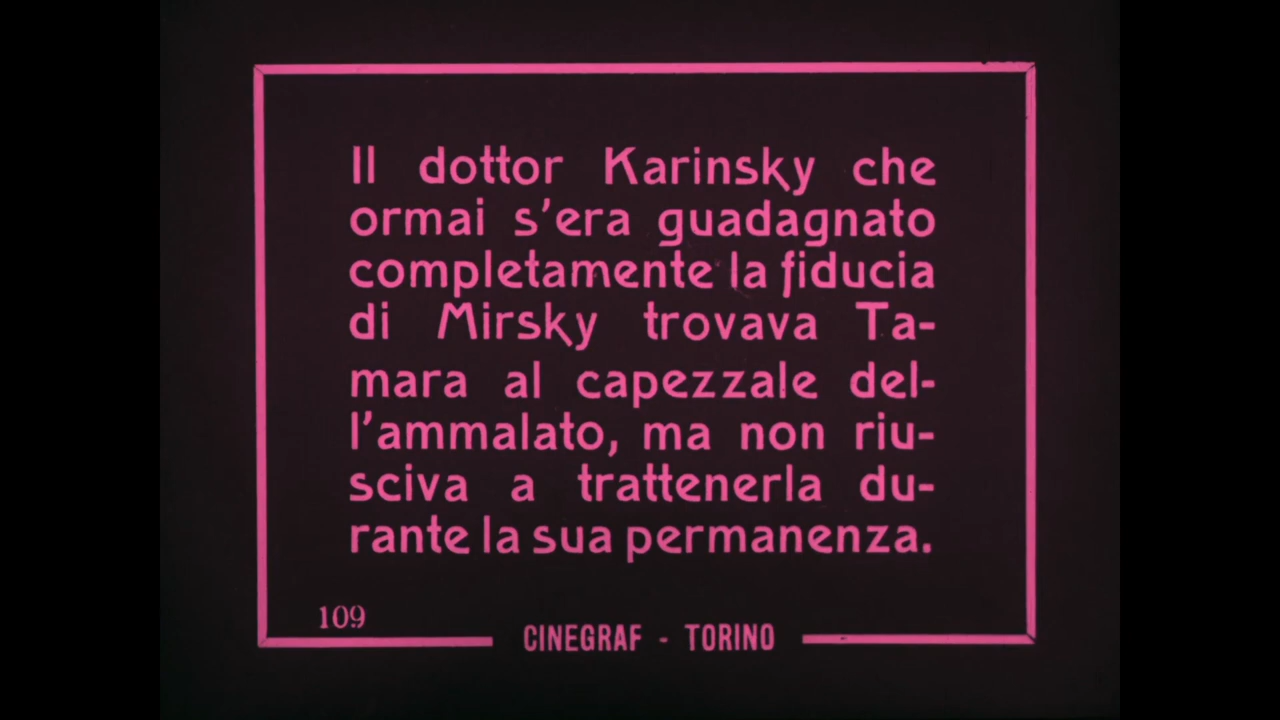 Il dottor Karinsky che
ormai s'era guadagnato
completamente la fiducia
di Mirsky trovava Ta-
mara al capezzale del-
l'ammalato, ma non riu-
sciva a trattenerla du-
rante la sua permanenza.
109
CINEGRAF - TORINO